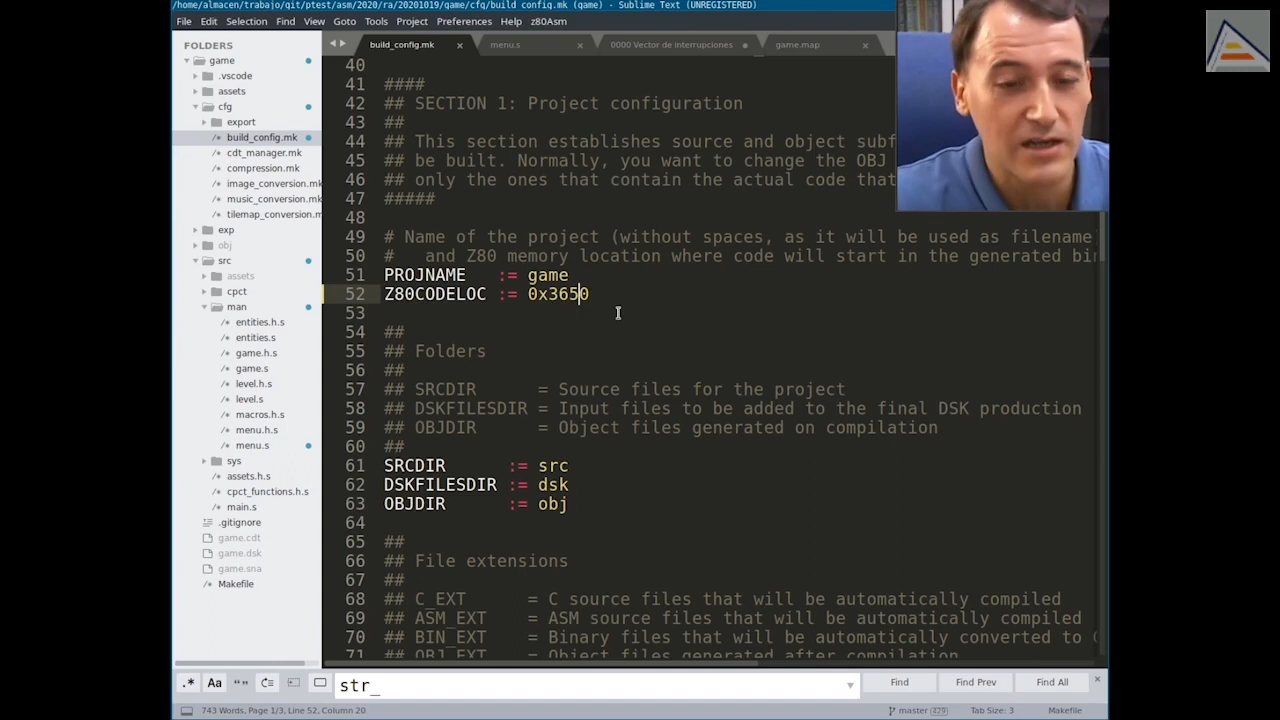 /home/almacen/trabajo/git/ptest/asm/2020/ra/20201019/game/cfg/build_config.mk (game) - Sublime Text (UNREGISTERED)
File Edit Selection Find View Goto Tools Project Preferences Help z80Asm
FOLDERS
game
.vscode
assets
cfg
export
build_config.mk
cdt_manager.mk
compression.mk
image_conversion.mk
music_conversion.mk
tilemap_conversion.m
exp
obj
src
assets
cpct
man
entities.h.s
entities.s
game.h.s
game.s
level.h.s
level.s
macros.h.s
menu.h.s
menu.s
sys
assets.h.s
cpct_functions.h.s
main.s
.gitignore
game.cdt
game.dsk
game.sna
Makefile
build_config.mk × menu.s × 0000 Vector de interrupciones game.map ×
40
41 ####
42 ## SECTION 1: Project configuration
43 ##
44 ## This section establishes source and object subf
45 ## be built. Normally, you want to change the OBJ
46 ## only the ones that contain the actual code that
47 #####
48
49 # Name of the project (without spaces, as it will be used as filename)
50 #   and Z80 memory location where code will start in the generated bin
51 PROJNAME   := game
52 Z80CODELOC := 0x3650
53
54 ##
55 ## Folders
56 ##
57 ## SRCDIR      = Source files for the project
58 ## DSKFILESDIR = Input files to be added to the final DSK production
59 ## OBJDIR      = Object files generated on compilation
60 ##
61 SRCDIR      := src
62 DSKFILESDIR := dsk
63 OBJDIR      := obj
64
65 ##
66 ## File extensions
67 ##
68 ## C_EXT      = C source files that will be automatically compiled
69 ## ASM_EXT    = ASM source files that will be automatically compiled
70 ## BIN_EXT    = Binary files that will be automatically converted to C
71 ## OBJ_EXT    = Object files generated after compilation
.* Aa “” str_ Find Find Prev Find All ×
743 Words, Page 1/3, Line 52, Column 20 master 429 Tab Size: 3 Makefile